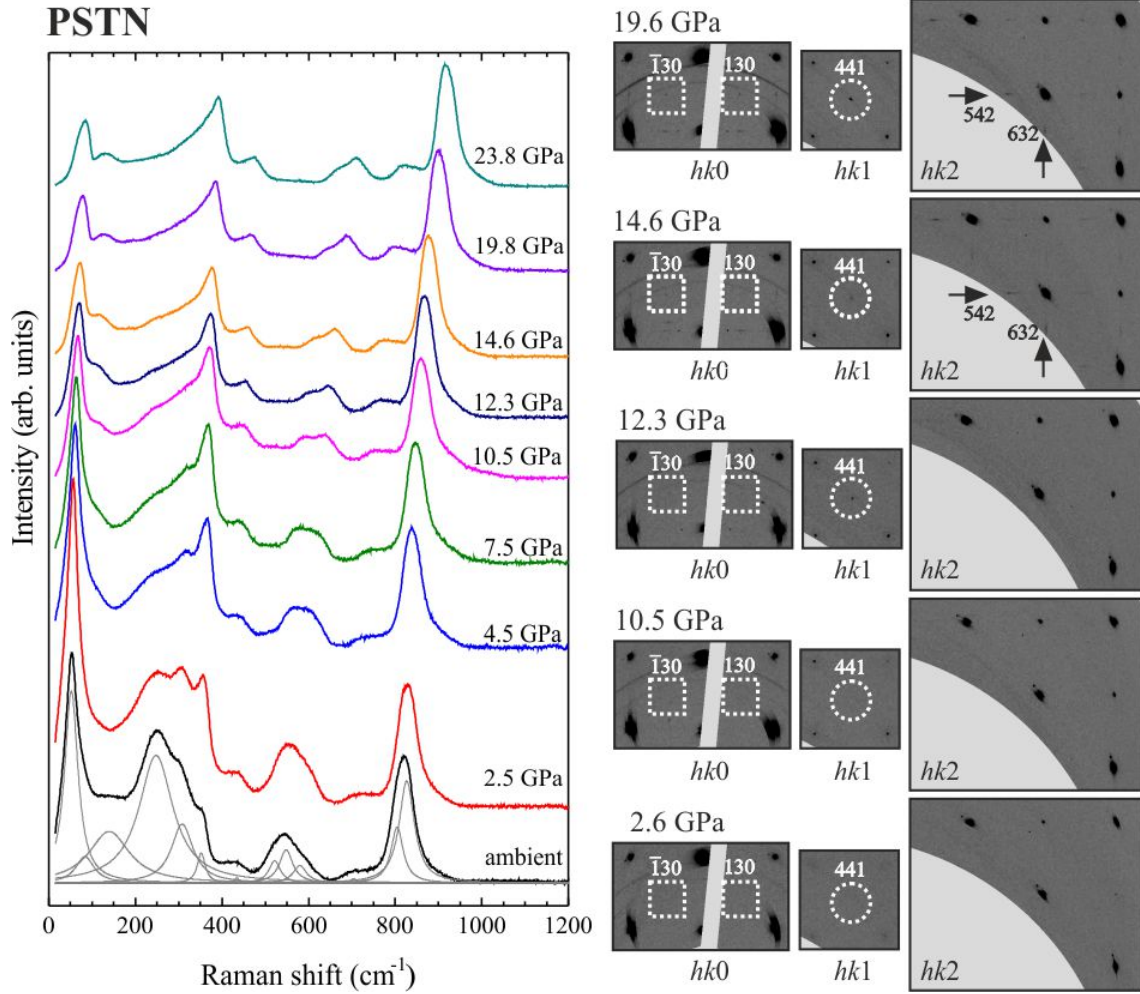 PSTN
Intensity (arb. units)
23.8 GPa
19.8 GPa
14.6 GPa
12.3 GPa
10.5 GPa
7.5 GPa
4.5 GPa
2.5 GPa
ambient
0 200 400 600 800 1000 1200
Raman shift (cm⁻¹)
19.6 GPa
1̅30 130 441
542
632
hk0 hk1 hk2
14.6 GPa
1̅30 130 441
542
632
hk0 hk1 hk2
12.3 GPa
1̅30 130 441
hk0 hk1 hk2
10.5 GPa
1̅30 130 441
hk0 hk1 hk2
2.6 GPa
1̅30 130 441
hk0 hk1 hk2